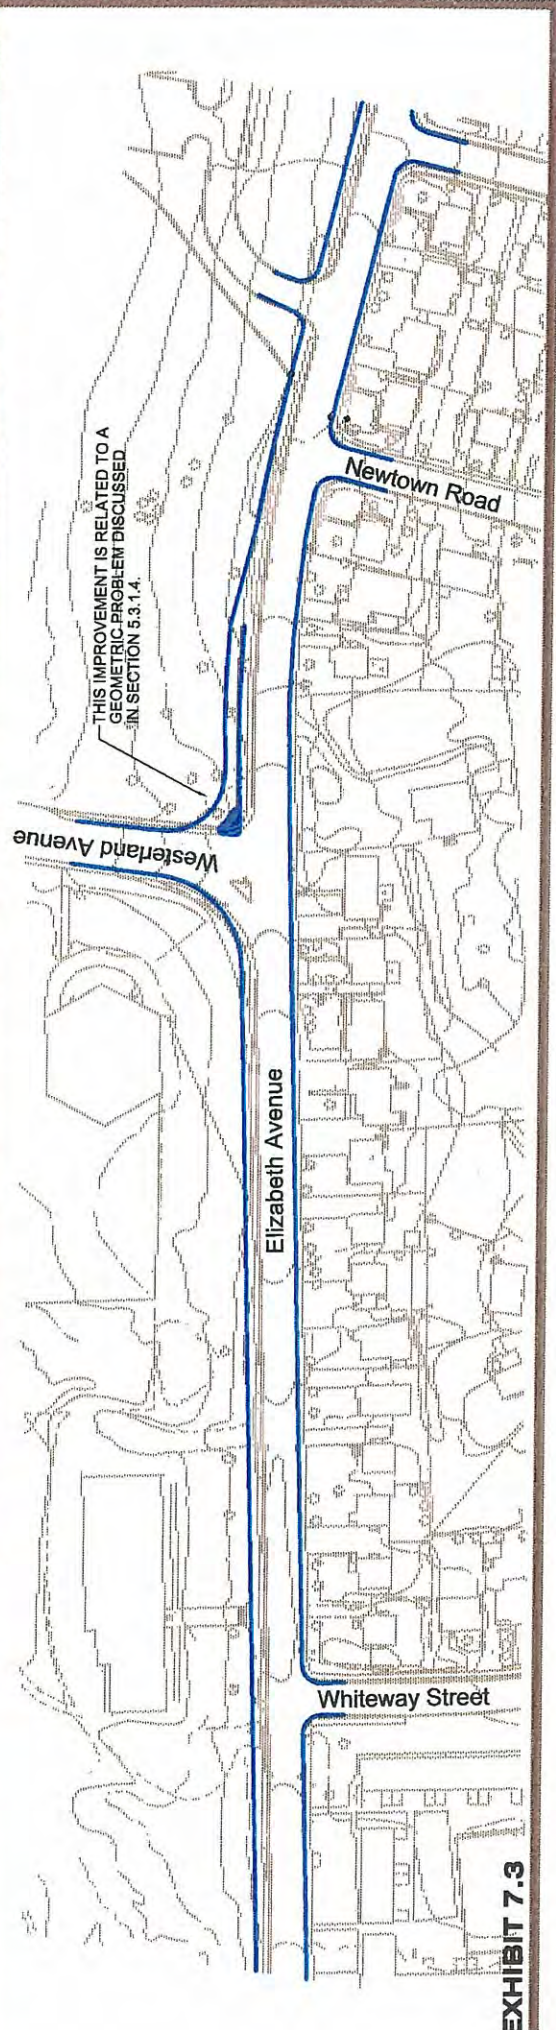 THIS IMPROVEMENT IS RELATED TO A
GEOMETRIC PROBLEM DISCUSSED
IN SECTION 5.3.1.4.
Westerland Avenue
Newtown Road
Elizabeth Avenue
Whiteway Street
EXHIBIT 7.3